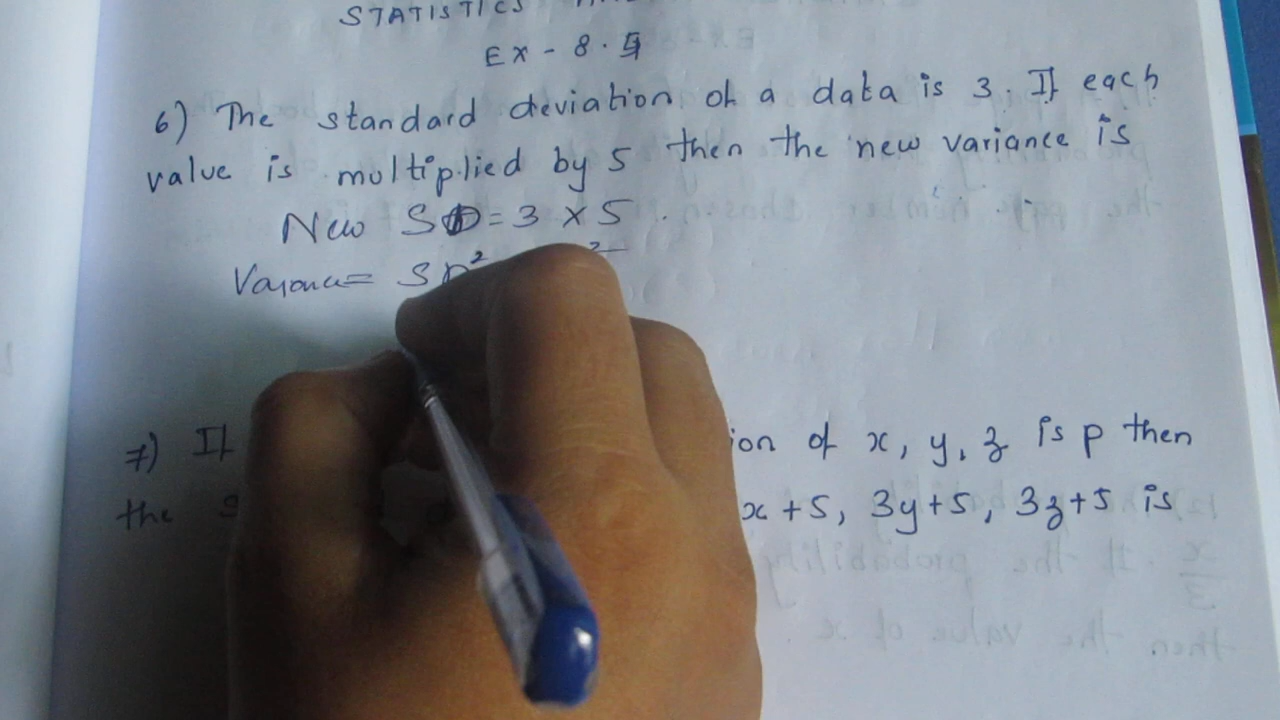 STATISTICS
EX - 8.5
6) The standard deviation of a data is 3. If each
value is multiplied by 5 then the new variance is
New SD = 3 × 5
Variance = SD²
7) If ion of x, y, z is p then
the x + 5, 3y + 5, 3z + 5 is